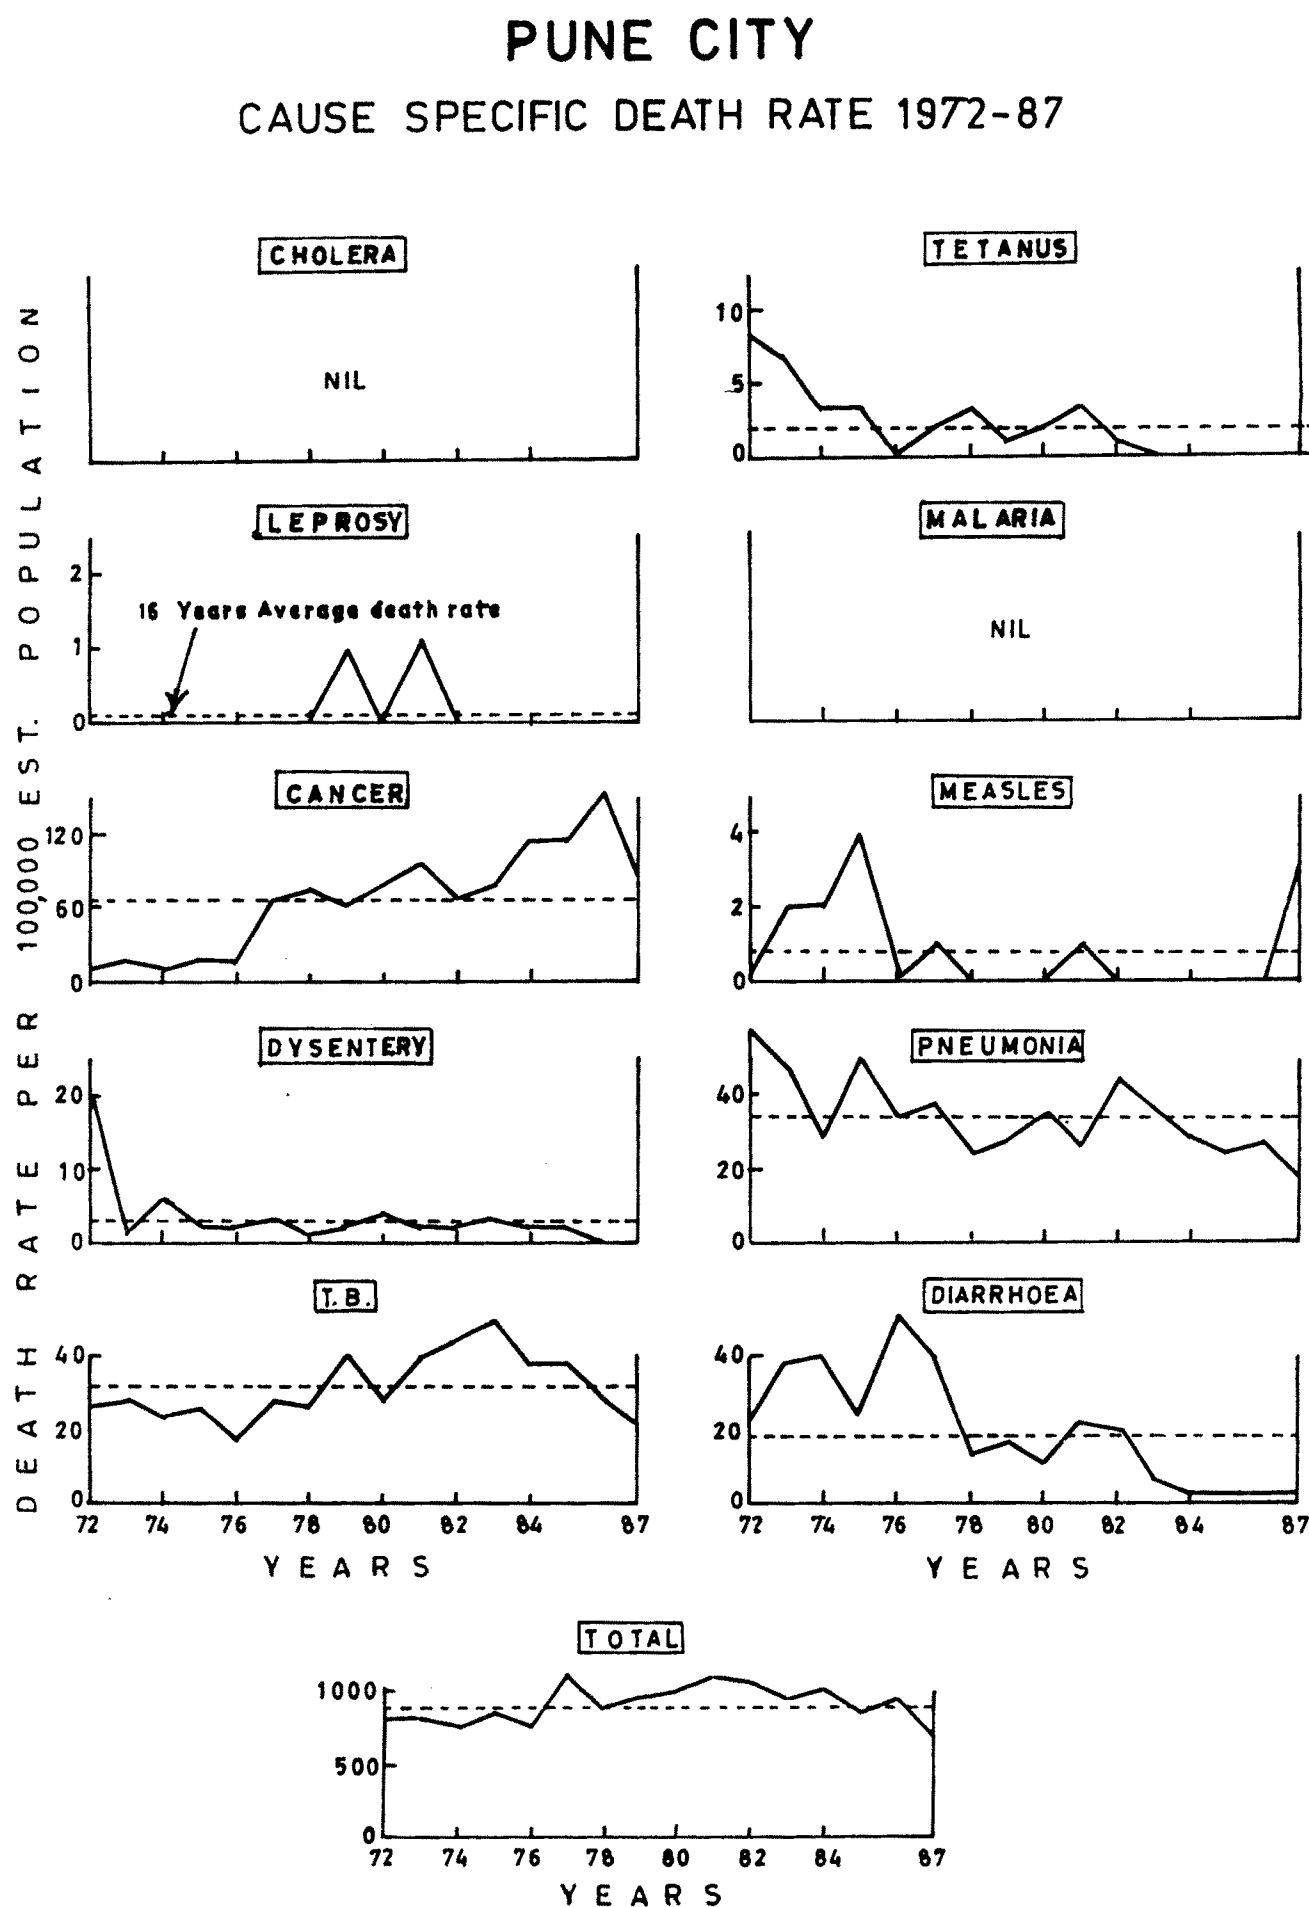 PUNE CITY
CAUSE SPECIFIC DEATH RATE 1972-87
DEATH RATE PER 100,000 EST. POPULATION
CHOLERA
NIL
TETANUS
10
5
0
LEPROSY
2
1
0
16 Years Average death rate
MALARIA
NIL
CANCER
120
60
0
MEASLES
4
2
0
DYSENTERY
20
10
0
PNEUMONIA
40
20
0
T.B.
40
20
0
72 74 76 78 80 82 84 87
YEARS
DIARRHOEA
40
20
0
72 74 76 78 80 82 84 87
YEARS
TOTAL
1000
500
0
72 74 76 78 80 82 84 87
YEARS